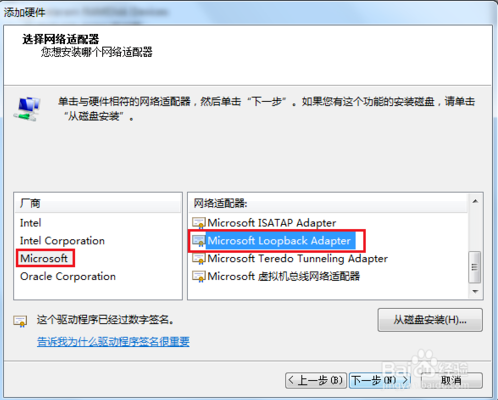 添加硬件
选择网络适配器
您想安装哪个网络适配器
单击与硬件相符的网络适配器，然后单击“下一步”。如果您有这个功能的安装磁盘，请单击
“从磁盘安装”。
厂商
Intel
Intel Corporation
Microsoft
Oracle Corporation
网络适配器:
Microsoft ISATAP Adapter
Microsoft Loopback Adapter
Microsoft Teredo Tunneling Adapter
Microsoft 虚拟机总线网络适配器
这个驱动程序已经过数字签名。
告诉我为什么驱动程序签名很重要
从磁盘安装(H)...
< 上一步(B)
下一步(N) >
取消
Baidu经验